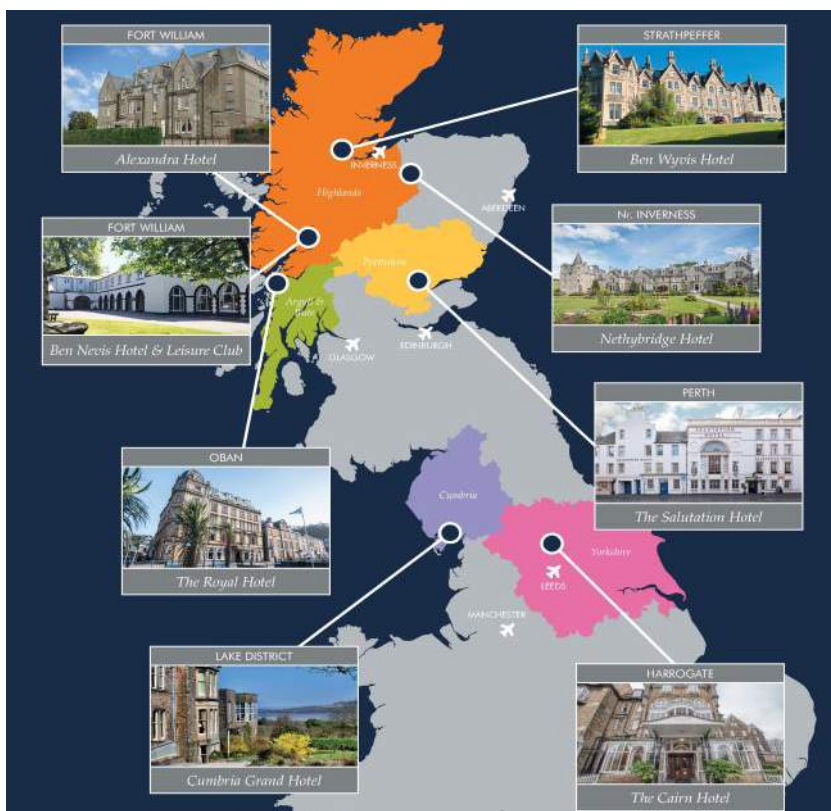 FORT WILLIAM
Alexandra Hotel
STRATHPEFFER
Ben Wyvis Hotel
INVERNESS
Highlands
ABERDEEN
FORT WILLIAM
Ben Nevis Hotel & Leisure Club
Nr. INVERNESS
Nethybridge Hotel
Perthshire
Argyll &
Bute
GLASGOW
EDINBURGH
PERTH
SALUTATION
HOTEL
The Salutation Hotel
OBAN
The Royal Hotel
Cumbria
Yorkshire
LEEDS
MANCHESTER
LAKE DISTRICT
Cumbria Grand Hotel
HARROGATE
The Cairn Hotel